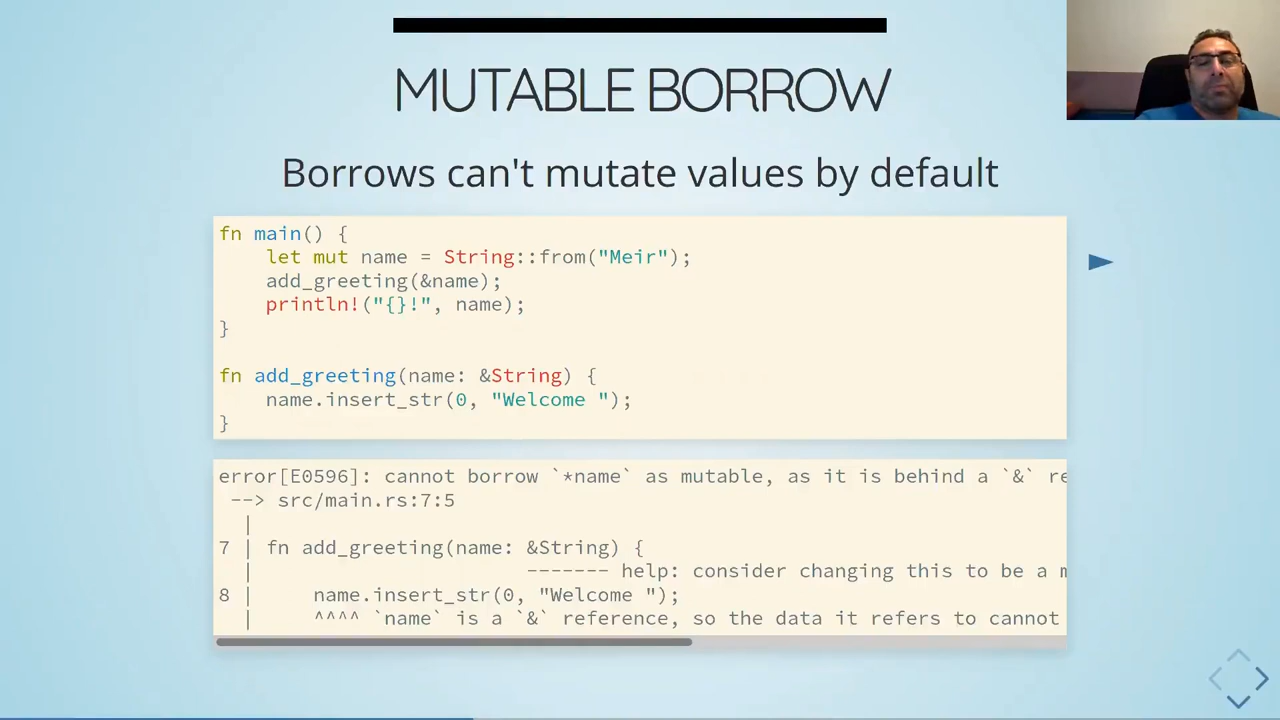 MUTABLE BORROW
Borrows can't mutate values by default
fn main() {
    let mut name = String::from("Meir");
    add_greeting(&name);
    println!("{}!", name);
}
fn add_greeting(name: &String) {
    name.insert_str(0, "Welcome ");
}
error[E0596]: cannot borrow `*name` as mutable, as it is behind a `&` re
 --> src/main.rs:7:5
  |
7 | fn add_greeting(name: &String) {
  |                       ------- help: consider changing this to be a m
8 |     name.insert_str(0, "Welcome ");
  |     ^^^^ `name` is a `&` reference, so the data it refers to cannot